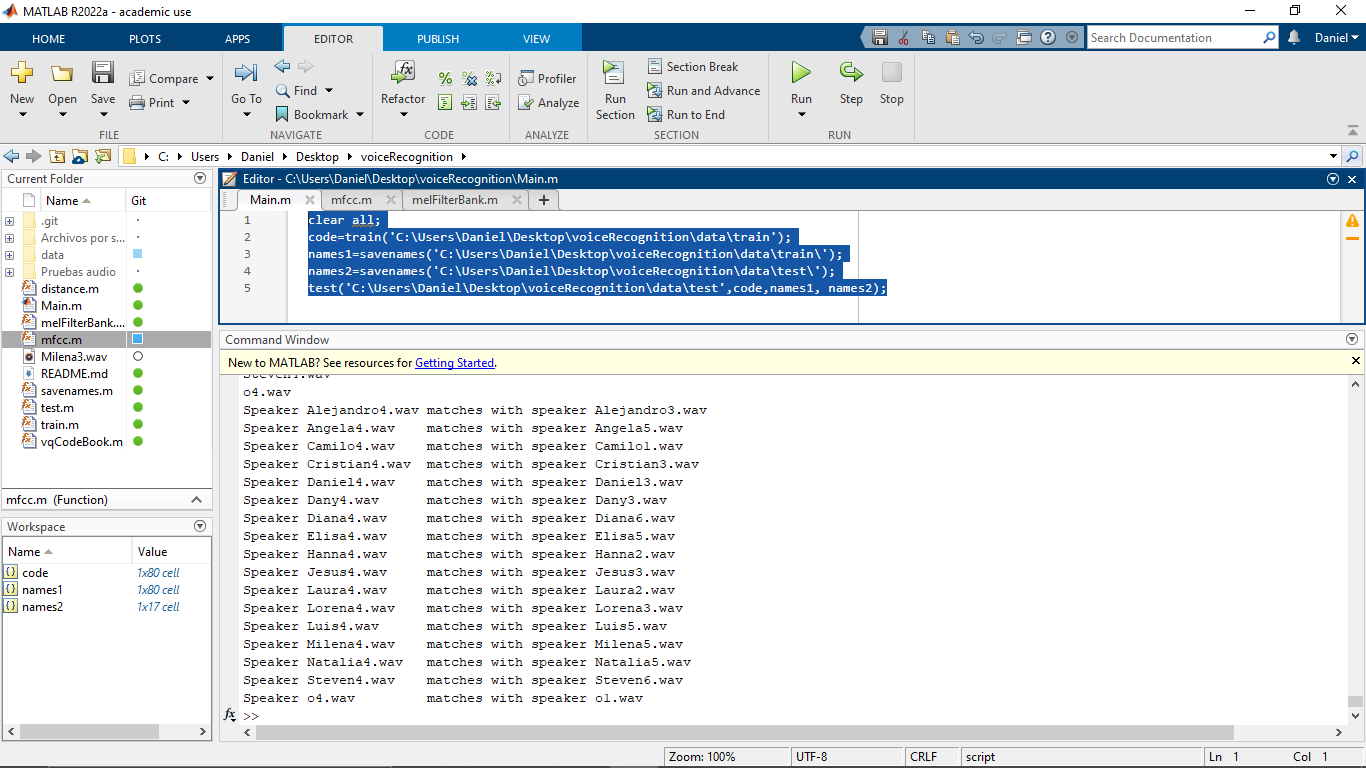 MATLAB R2022a - academic use
HOME PLOTS APPS EDITOR PUBLISH VIEW
Search Documentation
Daniel
New Open Save Compare Print
FILE
Go To Find Bookmark
NAVIGATE
Refactor
CODE
Profiler Analyze
ANALYZE
Run Section Section Break Run and Advance Run to End
SECTION
Run Step Stop
RUN
C: Users Daniel Desktop voiceRecognition
Current Folder
Name Git
.git
Archivos por s...
data
Pruebas audio
distance.m
Main.m
melFilterBank....
mfcc.m
Milena3.wav
README.md
savenames.m
test.m
train.m
vqCodeBook.m
mfcc.m (Function)
Workspace
Name Value
code 1x80 cell
names1 1x80 cell
names2 1x17 cell
Editor - C:\Users\Daniel\Desktop\voiceRecognition\Main.m
Main.m mfcc.m melFilterBank.m
1 clear all;
2 code=train('C:\Users\Daniel\Desktop\voiceRecognition\data\train');
3 names1=savenames('C:\Users\Daniel\Desktop\voiceRecognition\data\train\');
4 names2=savenames('C:\Users\Daniel\Desktop\voiceRecognition\data\test\');
5 test('C:\Users\Daniel\Desktop\voiceRecognition\data\test',code,names1, names2);
Command Window
New to MATLAB? See resources for Getting Started.
Steven4.wav
o4.wav
Speaker Alejandro4.wav matches with speaker Alejandro3.wav
Speaker Angela4.wav matches with speaker Angela5.wav
Speaker Camilo4.wav matches with speaker Camilo1.wav
Speaker Cristian4.wav matches with speaker Cristian3.wav
Speaker Daniel4.wav matches with speaker Daniel3.wav
Speaker Dany4.wav matches with speaker Dany3.wav
Speaker Diana4.wav matches with speaker Diana6.wav
Speaker Elisa4.wav matches with speaker Elisa5.wav
Speaker Hanna4.wav matches with speaker Hanna2.wav
Speaker Jesus4.wav matches with speaker Jesus3.wav
Speaker Laura4.wav matches with speaker Laura2.wav
Speaker Lorena4.wav matches with speaker Lorena3.wav
Speaker Luis4.wav matches with speaker Luis5.wav
Speaker Milena4.wav matches with speaker Milena5.wav
Speaker Natalia4.wav matches with speaker Natalia5.wav
Speaker Steven4.wav matches with speaker Steven6.wav
Speaker o4.wav matches with speaker o1.wav
fx >>
Zoom: 100% UTF-8 CRLF script Ln 1 Col 1